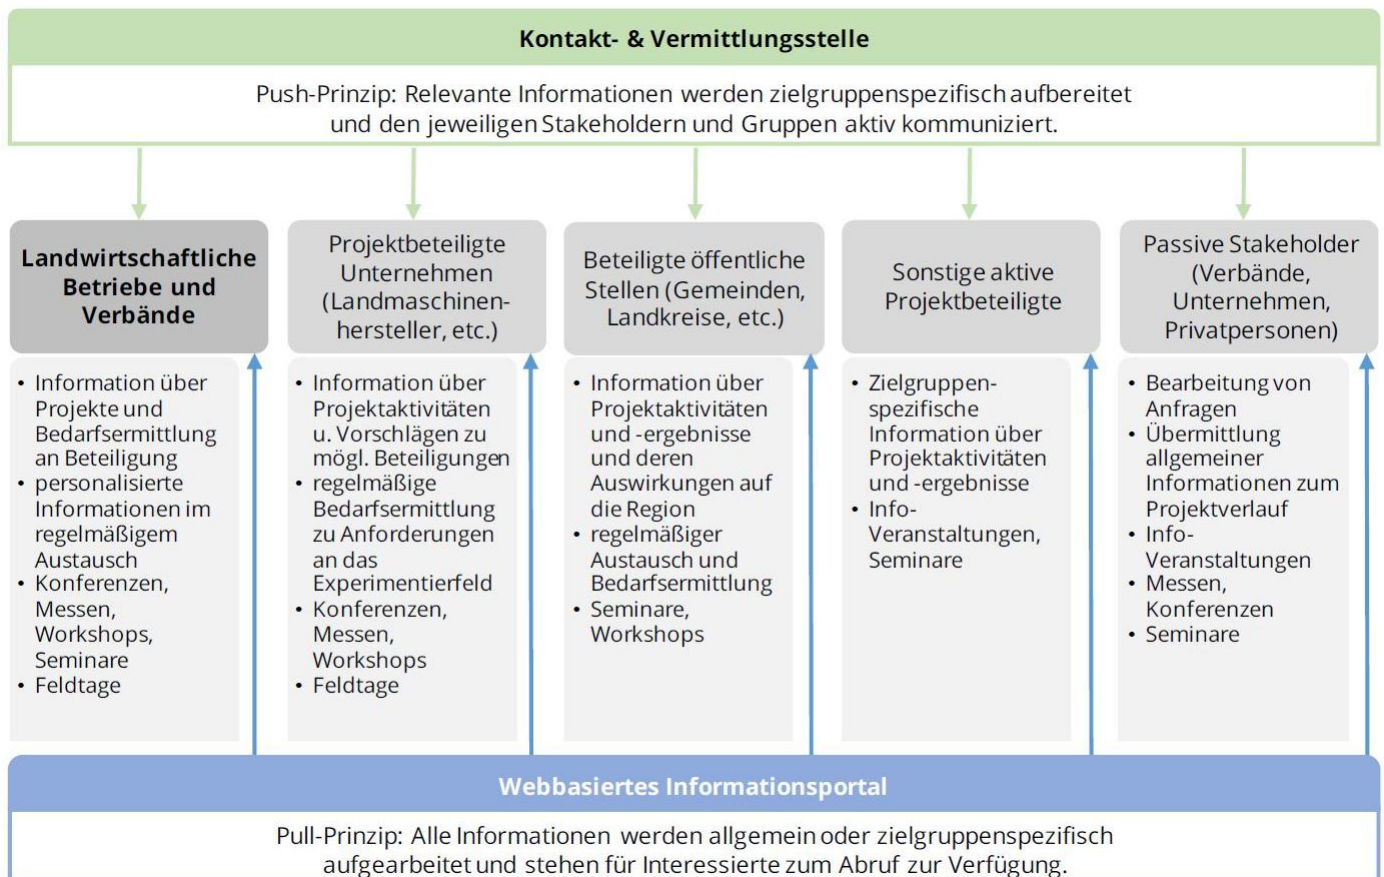 Kontakt- & Vermittlungsstelle
Push-Prinzip: Relevante Informationen werden zielgruppenspezifisch aufbereitet
und den jeweiligen Stakeholdern und Gruppen aktiv kommuniziert.
Landwirtschaftliche
Betriebe und
Verbände
• Information über
Projekte und
Bedarfsermittlung
an Beteiligung
• personalisierte
Informationen im
regelmäßigem
Austausch
• Konferenzen,
Messen,
Workshops,
Seminare
• Feldtage
Projektbeteiligte
Unternehmen
(Landmaschinen-
hersteller, etc.)
• Information über
Projektaktivitäten
u. Vorschlägen zu
mögl. Beteiligungen
• regelmäßige
Bedarfsermittlung
zu Anforderungen
an das
Experimentierfeld
• Konferenzen,
Messen,
Workshops
• Feldtage
Beteiligte öffentliche
Stellen (Gemeinden,
Landkreise, etc.)
• Information über
Projektaktivitäten
und -ergebnisse
und deren
Auswirkungen auf
die Region
• regelmäßiger
Austausch und
Bedarfsermittlung
• Seminare,
Workshops
Sonstige aktive
Projektbeteiligte
• Zielgruppen-
spezifische
Information über
Projektaktivitäten
und -ergebnisse
• Info-
Veranstaltungen,
Seminare
Passive Stakeholder
(Verbände,
Unternehmen,
Privatpersonen)
• Bearbeitung von
Anfragen
• Übermittlung
allgemeiner
Informationen zum
Projektverlauf
• Info-
Veranstaltungen
• Messen,
Konferenzen
• Seminare
Webbasiertes Informationsportal
Pull-Prinzip: Alle Informationen werden allgemein oder zielgruppenspezifisch
aufgearbeitet und stehen für Interessierte zum Abruf zur Verfügung.